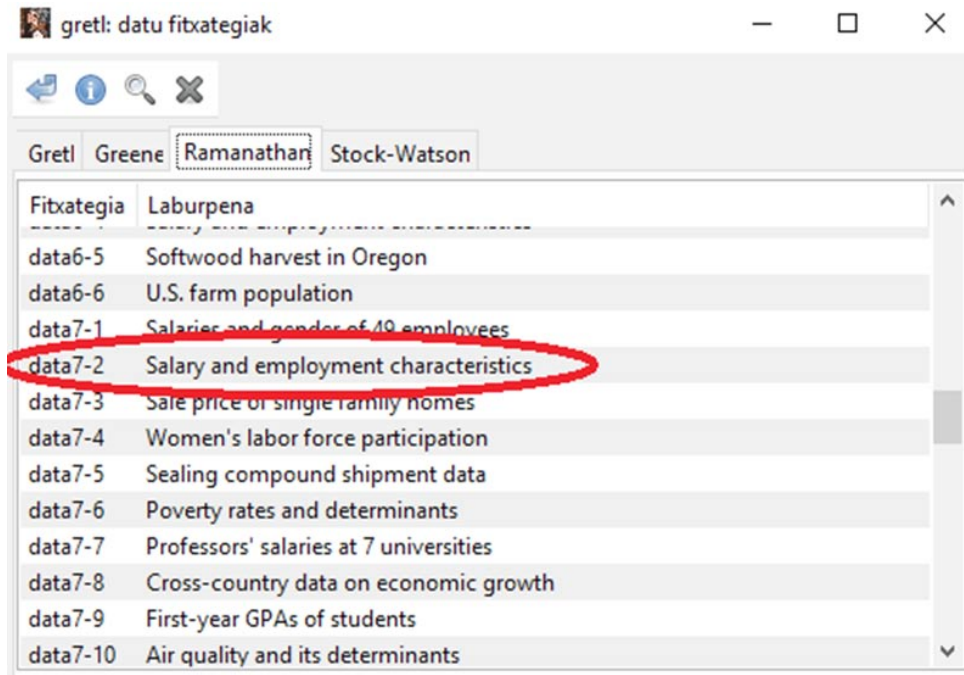 gretl: datu fitxategiak
Gretl Greene Ramanathan Stock-Watson
Fitxategia Laburpena
data6-5 Softwood harvest in Oregon
data6-6 U.S. farm population
data7-1 Salaries and gender of 49 employees
data7-2 Salary and employment characteristics
data7-3 Sale price of single family homes
data7-4 Women's labor force participation
data7-5 Sealing compound shipment data
data7-6 Poverty rates and determinants
data7-7 Professors' salaries at 7 universities
data7-8 Cross-country data on economic growth
data7-9 First-year GPAs of students
data7-10 Air quality and its determinants